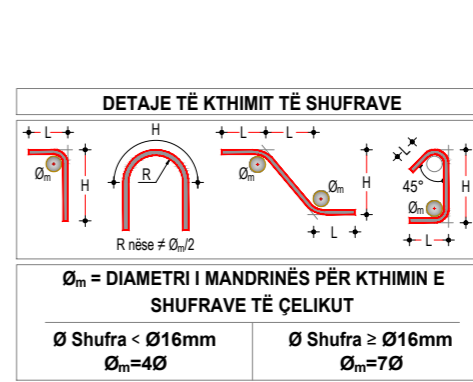 DETAJE TË KTHIMIT TË SHUFRAVE
L H L L
Øm H R Øm Øm H 45° L H
R nëse ≠ Øm/2 L Øm L
Øm = DIAMETRI I MANDRINËS PËR KTHIMIN E
SHUFRAVE TË ÇELIKUT
Ø Shufra < Ø16mm Ø Shufra ≥ Ø16mm
Øm=4Ø Øm=7Ø